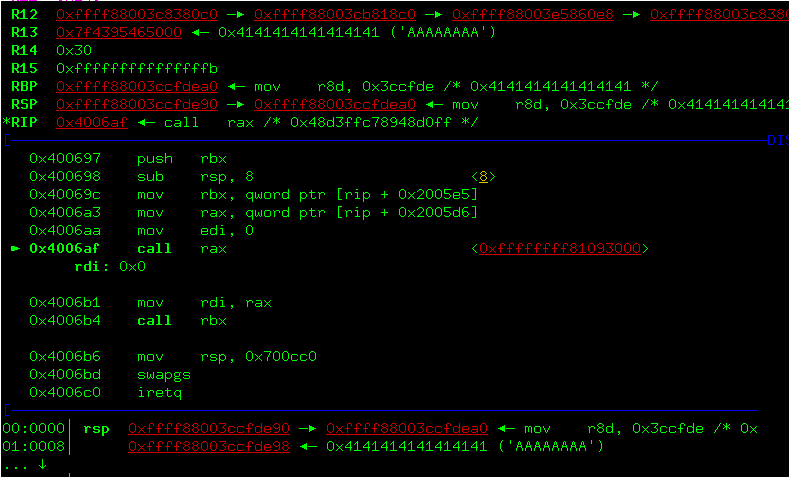 R12 0xffff88003c8380c0 —▸ 0xffff88003cb818c0 —▸ 0xffff88003e5860e8 —▸ 0xffff88003c8380
R13 0x7f4395465000 ◂— 0x4141414141414141 ('AAAAAAAA')
R14 0x30
R15 0xfffffffffffffffb
RBP 0xffff88003ccfdea0 ◂— mov r8d, 0x3ccfde /* 0x4141414141414141 */
RSP 0xffff88003ccfde90 —▸ 0xffff88003ccfdea0 ◂— mov r8d, 0x3ccfde /* 0x414141414141
*RIP 0x4006af ◂— call rax /* 0x48d3ffc78948d0ff */
[DIS
0x400697 push rbx
0x400698 sub rsp, 8 <8>
0x40069c mov rbx, qword ptr [rip + 0x2005e5]
0x4006a3 mov rax, qword ptr [rip + 0x2005d6]
0x4006aa mov edi, 0
► 0x4006af call rax <0xffffffff81093000>
rdi: 0x0
0x4006b1 mov rdi, rax
0x4006b4 call rbx
0x4006b6 mov rsp, 0x700cc0
0x4006bd swapgs
0x4006c0 iretq
[
00:0000│ rsp 0xffff88003ccfde90 —▸ 0xffff88003ccfdea0 ◂— mov r8d, 0x3ccfde /* 0x
01:0008│ 0xffff88003ccfde98 ◂— 0x4141414141414141 ('AAAAAAAA')
... ↓